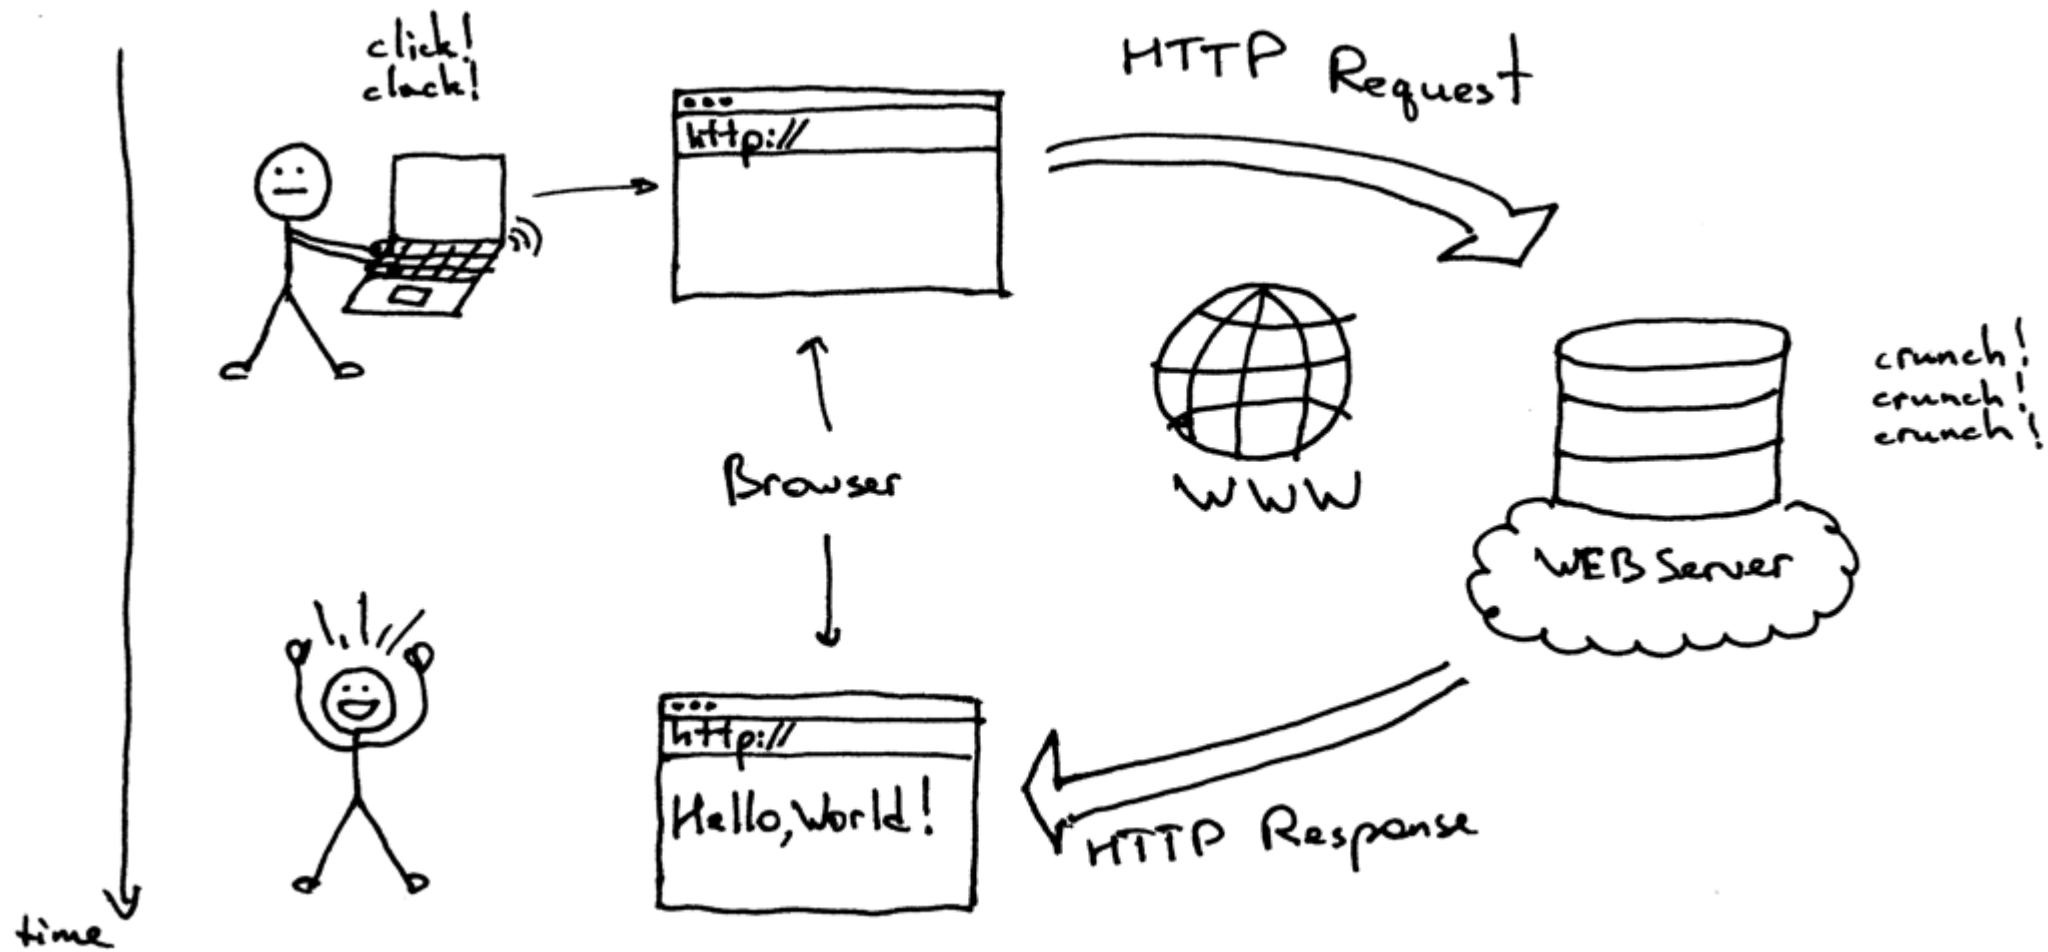 click!
clack!
HTTP Request
http://
crunch!
crunch!
crunch!
Browser
WWW
WEB Server
http://
Hello, World!
HTTP Response
time